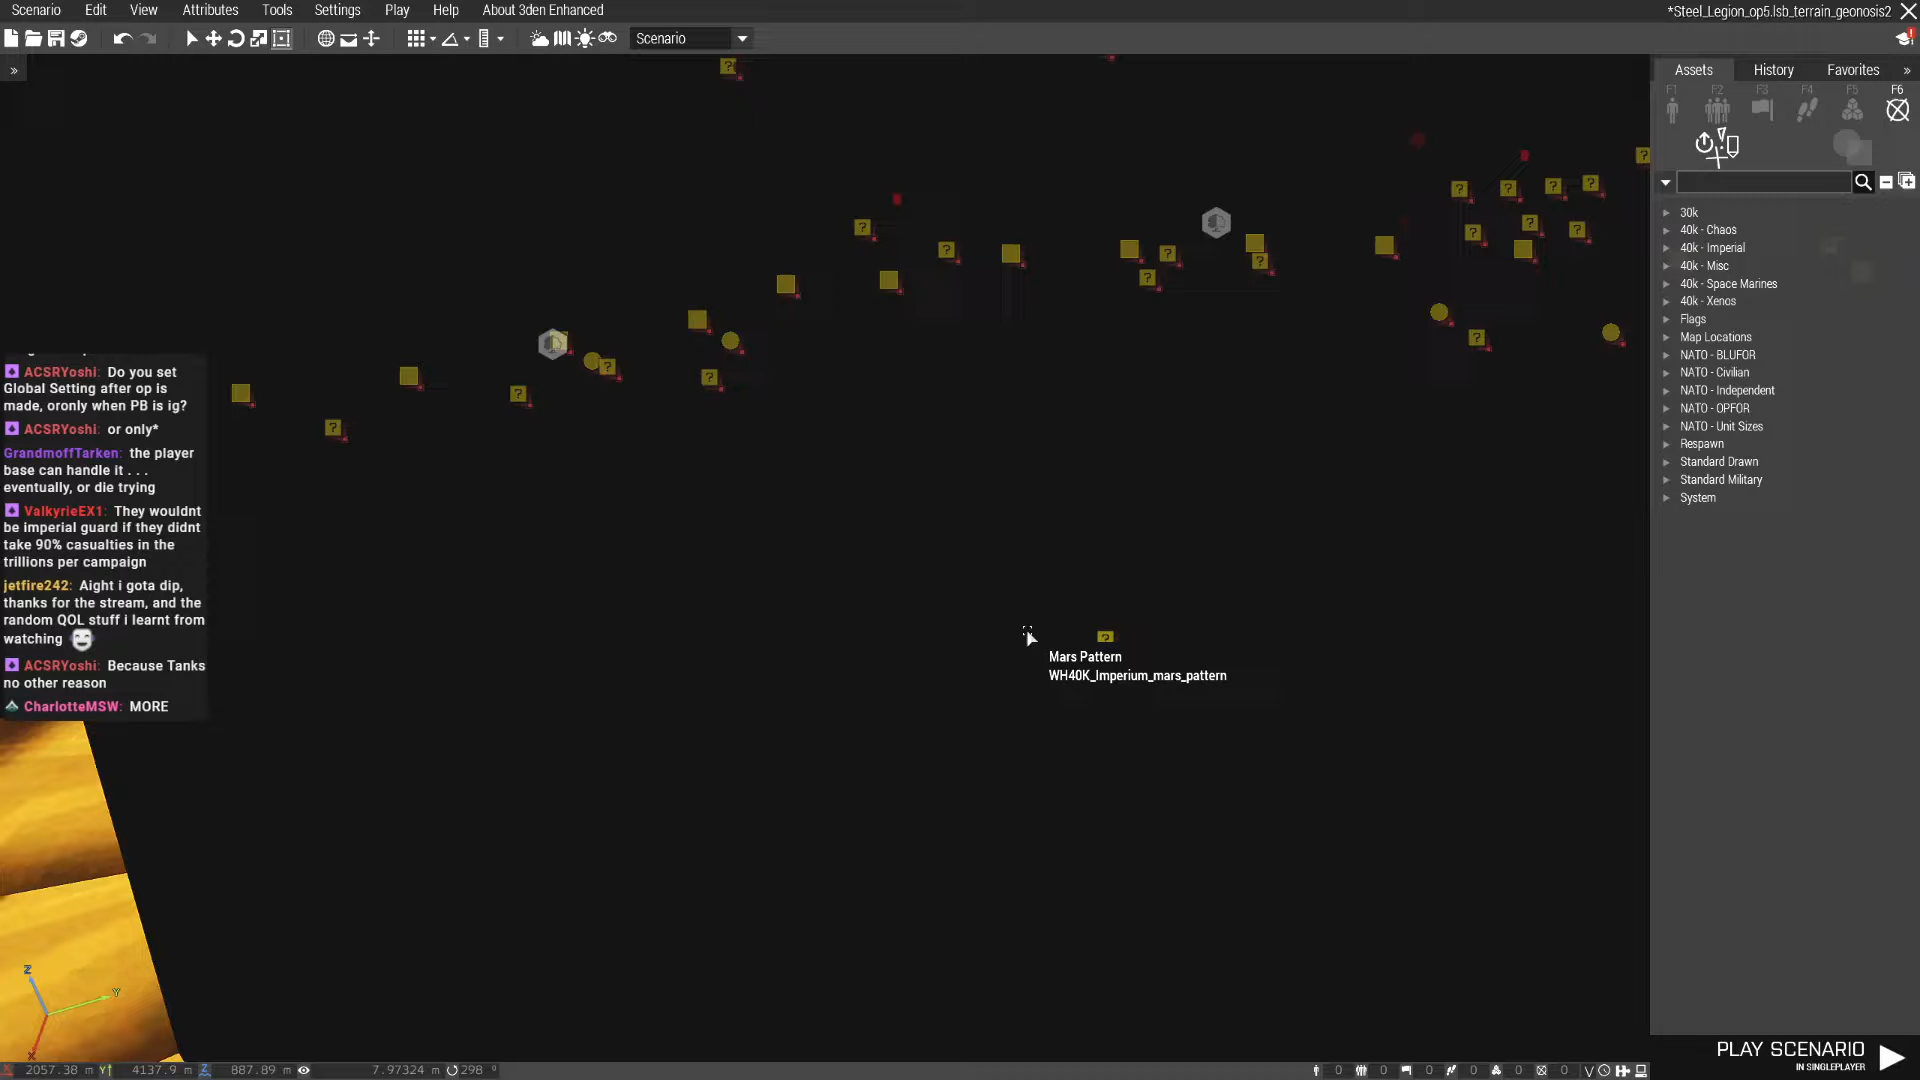 Scenario Edit View Attributes Tools Settings Play Help About 3den Enhanced
*Steel_Legion_op5.lsb_terrain_geonosis2
Scenario
Assets History Favorites
F1 F2 F3 F4 F5 F6
30k
40k - Chaos
40k - Imperial
40k - Misc
40k - Space Marines
40k - Xenos
Flags
Map Locations
NATO - BLUFOR
NATO - Civilian
NATO - Independent
NATO - OPFOR
NATO - Unit Sizes
Respawn
Standard Drawn
Standard Military
System
ACSRYoshi: Do you set
Global Setting after op is
made, oronly when PB is ig?
ACSRYoshi: or only*
GrandmoffTarken: the player
base can handle it . . .
eventually, or die trying
ValkyrieEX1: They wouldnt
be imperial guard if they didnt
take 90% casualties in the
trillions per campaign
jetfire242: Aight i gota dip,
thanks for the stream, and the
random QOL stuff i learnt from
watching
ACSRYoshi: Because Tanks
no other reason
CharlotteMSW: MORE
Mars Pattern
WH40K_Imperium_mars_pattern
Z
Y
X
X 2057.38 m Y 4137.9 m Z 887.89 m 7.97324 m 298 °
0 0 0 0 0 0
PLAY SCENARIO
IN SINGLEPLAYER